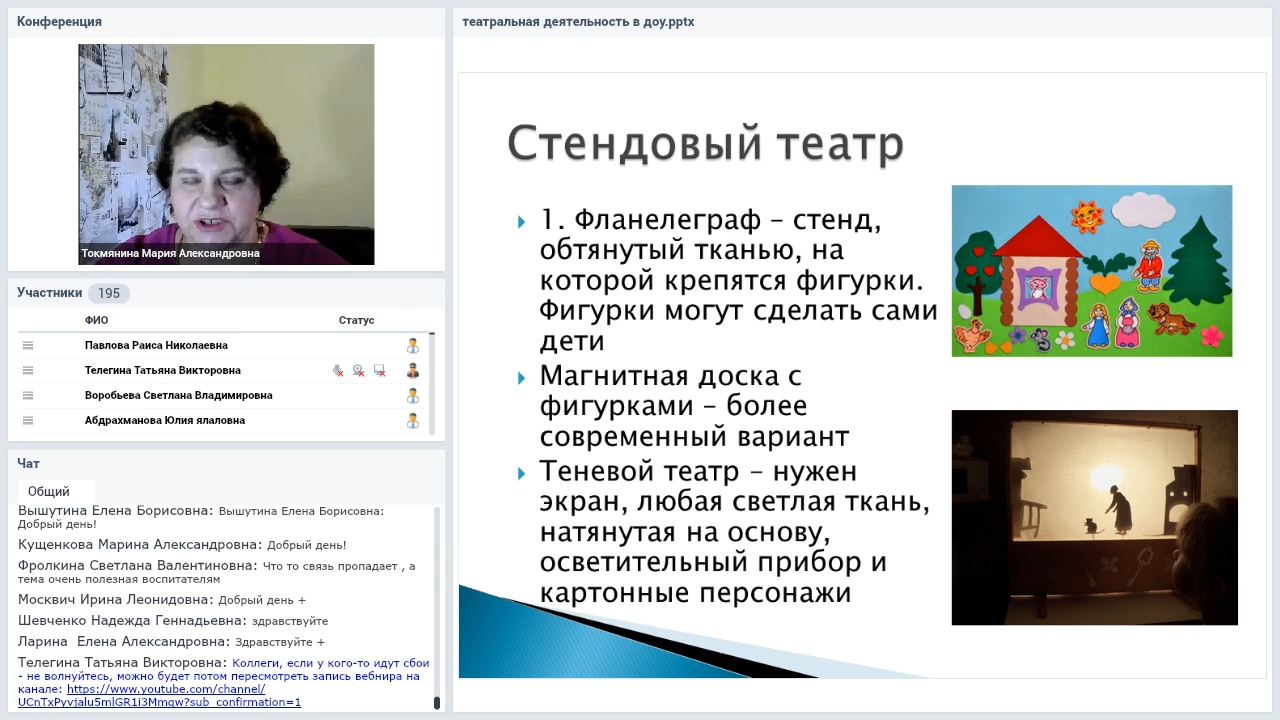 Конференция
Токмянина Мария Александровна
Участники 195
ФИО Статус
Павлова Раиса Николаевна
Телегина Татьяна Викторовна
Воробьева Светлана Владимировна
Абдрахманова Юлия ялаловна
Чат
Общий
Вышутина Елена Борисовна: Вышутина Елена Борисовна:
Добрый день!
Кущенкова Марина Александровна: Добрый день!
Фролкина Светлана Валентиновна: Что то связь пропадает , а
тема очень полезная воспитателям
Москвич Ирина Леонидовна: Добрый день +
Шевченко Надежда Геннадьевна: здравствуйте
Ларина Елена Александровна: Здравствуйте +
Телегина Татьяна Викторовна: Коллеги, если у кого-то идут сбои
- не волнуйтесь, можно будет потом пересмотреть запись вебнира на
канале: https://www.youtube.com/channel/
UCnTxPyvjalu5mlGR1i3Mmqw?sub_confirmation=1
театральная деятельность в доу.pptx
Стендовый театр
1. Фланелеграф – стенд,
обтянутый тканью, на
которой крепятся фигурки.
Фигурки могут сделать сами
дети
Магнитная доска с
фигурками – более
современный вариант
Теневой театр – нужен
экран, любая светлая ткань,
натянутая на основу,
осветительный прибор и
картонные персонажи